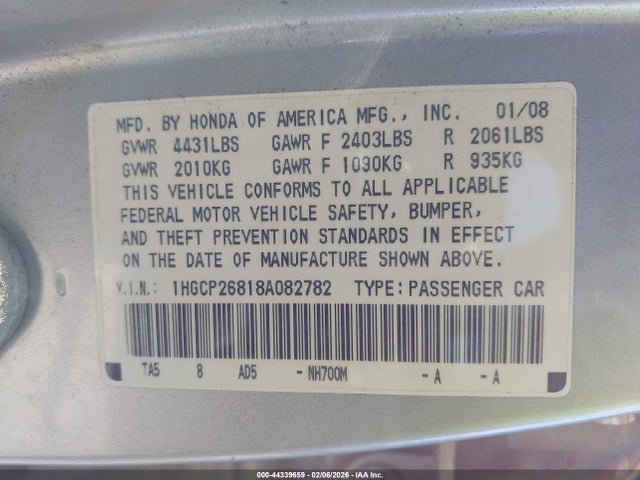 MFD. BY HONDA OF AMERICA MFG., INC. 01/08
GVWR 4431LBS GAWR F 2403LBS R 2061LBS
GVWR 2010KG GAWR F 1090KG R 935KG
THIS VEHICLE CONFORMS TO ALL APPLICABLE
FEDERAL MOTOR VEHICLE SAFETY, BUMPER,
AND THEFT PREVENTION STANDARDS IN EFFECT
ON THE DATE OF MANUFACTURE SHOWN ABOVE.
V.I.N.: 1HGCP26818A082782 TYPE: PASSENGER CAR
TA5 8 AD5 - NH700M - A - A
000-44339659 | 02/06/2026 | IAA Inc.